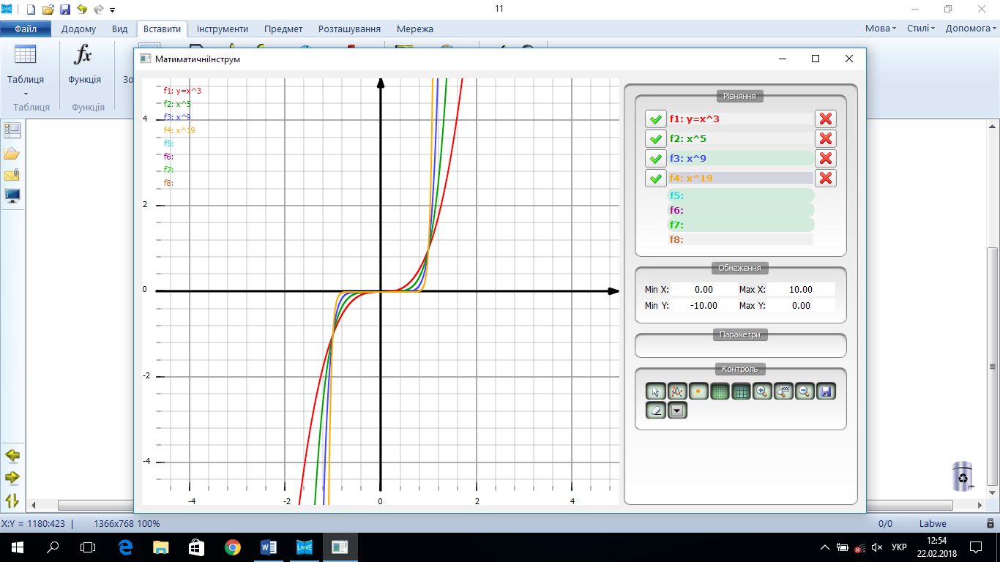 11
Файл Додому Вид Вставити Інструменти Предмет Розташування Мережа Мова Стилі Допомога
Таблиця
fx
Функція
Зо
Таблиця Функція
МатиматичніІнструм
f1: y=x^3
f2: x^5
f3: x^9
f4: x^19
f5:
f6:
f7:
f8:
4
2
0
-2
-4
-4 -2 0 2 4
Рівняння
f1: y=x^3
f2: x^5
f3: x^9
f4: x^19
f5:
f6:
f7:
f8:
Обмеження
Min X: 0.00 Max X: 10.00
Min Y: -10.00 Max Y: 0.00
Параметри
Контроль
100
X:Y = 1180:423 | 1366x768 100% 0/0 Labwe
УКР
12:54
22.02.2018